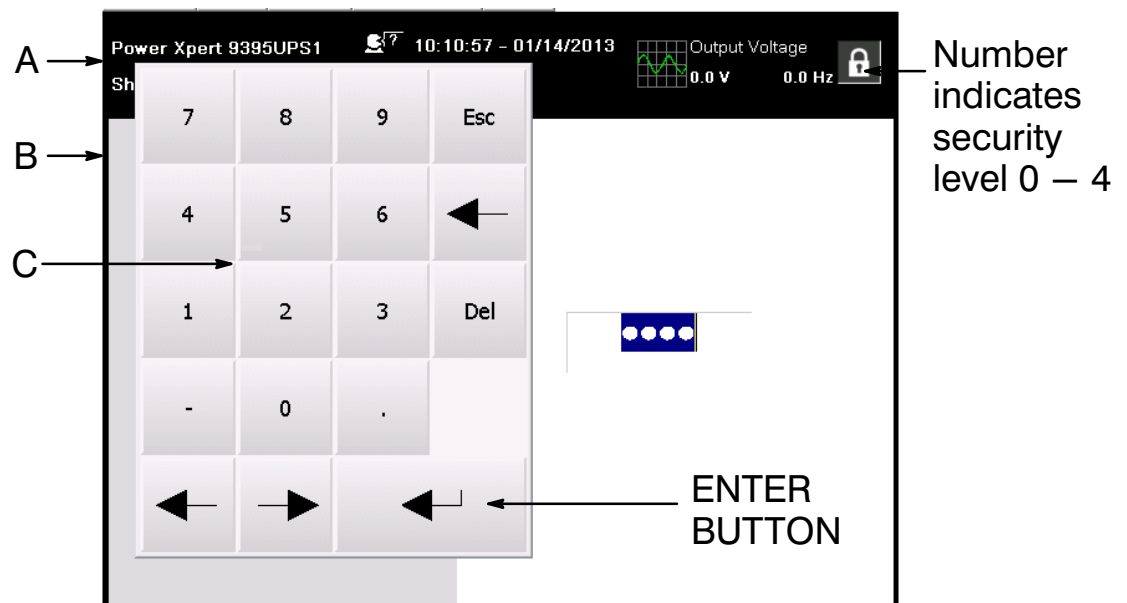 A
Power Xpert 9395UPS1
? 10:10:57 - 01/14/2013
Output Voltage
0.0 V 0.0 Hz
Sh
Number
indicates
security
level 0 – 4
B
C
7 8 9 Esc
4 5 6
1 2 3 Del
- 0 .
ENTER
BUTTON